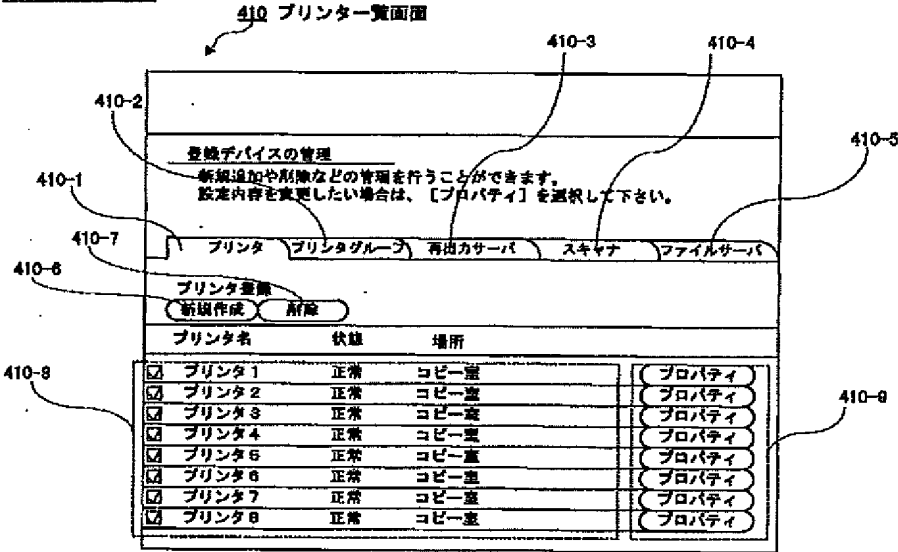 410 プリンター覧画面
410-3
410-4
410-2
410-5
登録デバイスの管理
新規追加や削除などの管理を行うことができます。
設定内容を変更したい場合は、[プロパティ]を選択して下さい。
410-1
410-7
プリンタ プリンタグループ 再出力サーバ スキャナ ファイルサーバ
410-6
プリンタ登録
新規作成 削除
プリンタ名 状態 場所
410-8
プリンタ1 正常 コピー室 プロパティ
プリンタ2 正常 コピー室 プロパティ
410-9
プリンタ3 正常 コピー室 プロパティ
プリンタ4 正常 コピー室 プロパティ
プリンタ5 正常 コピー室 プロパティ
プリンタ6 正常 コピー室 プロパティ
プリンタ7 正常 コピー室 プロパティ
プリンタ8 正常 コピー室 プロパティ